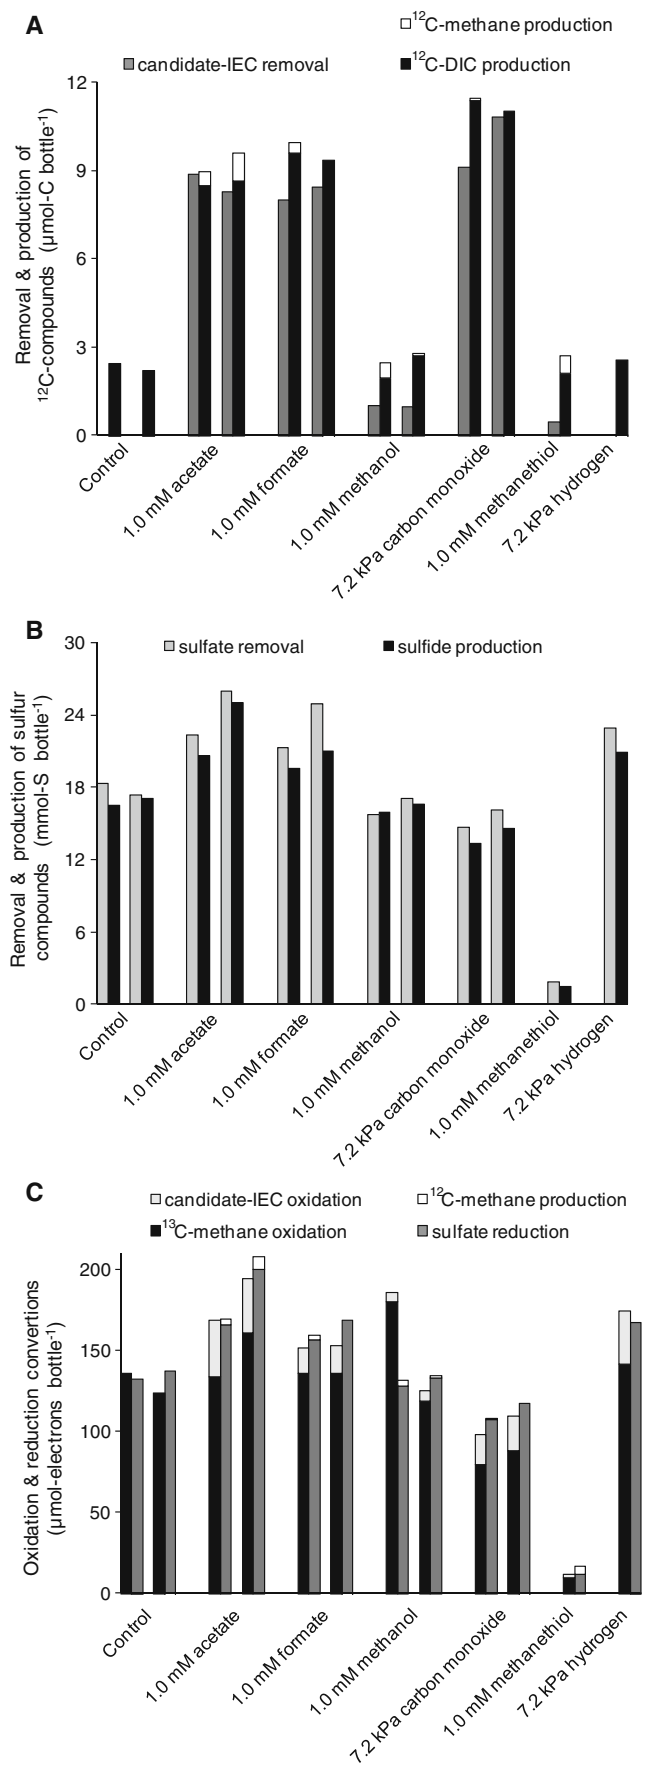 A
¹²C-methane production
candidate-IEC removal
¹²C-DIC production
Removal & production of
¹²C-compounds (µmol-C bottle⁻¹)
12
9
6
3
0
Control
1.0 mM acetate
1.0 mM formate
1.0 mM methanol
7.2 kPa carbon monoxide
1.0 mM methanethiol
7.2 kPa hydrogen
B
sulfate removal
sulfide production
Removal & production of sulfur
compounds (mmol-S bottle⁻¹)
30
24
18
12
6
0
Control
1.0 mM acetate
1.0 mM formate
1.0 mM methanol
7.2 kPa carbon monoxide
1.0 mM methanethiol
7.2 kPa hydrogen
C
candidate-IEC oxidation
¹²C-methane production
¹³C-methane oxidation
sulfate reduction
Oxidation & reduction convertions
(µmol-electrons bottle⁻¹)
200
150
100
50
0
Control
1.0 mM acetate
1.0 mM formate
1.0 mM methanol
7.2 kPa carbon monoxide
1.0 mM methanethiol
7.2 kPa hydrogen